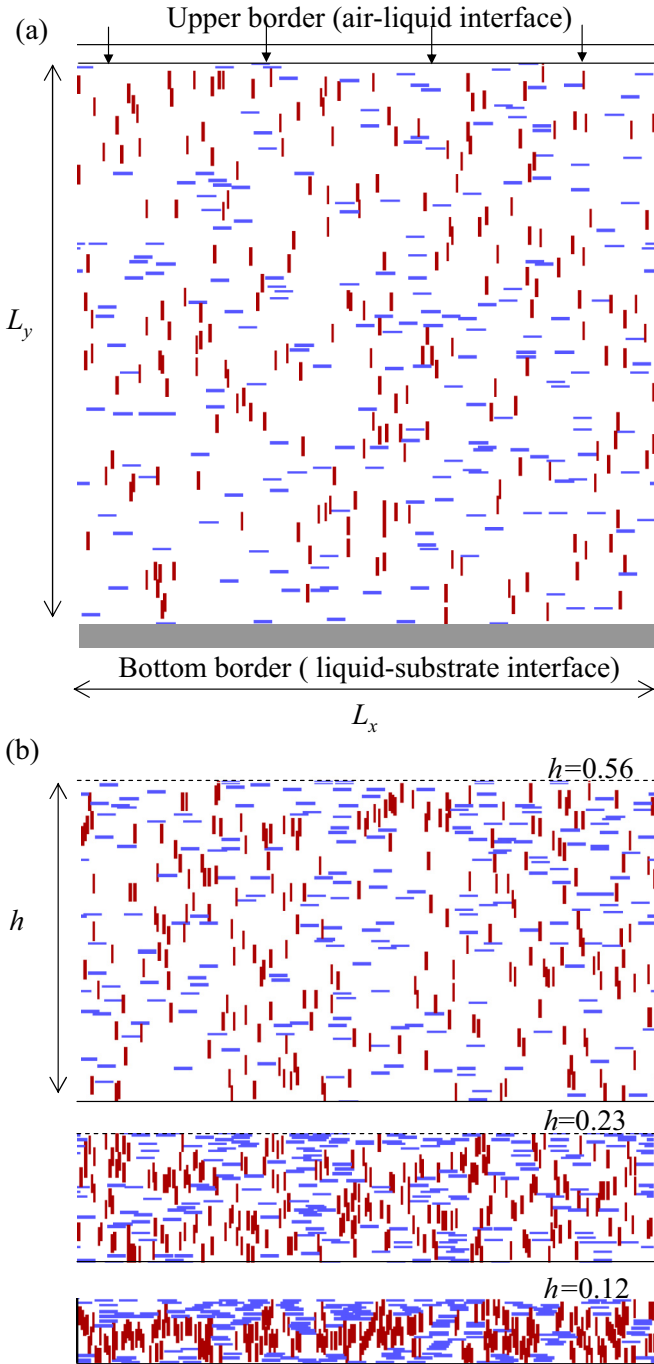 (a)
Upper border (air-liquid interface)
L_y
Bottom border ( liquid-substrate interface)
L_x
(b)
h=0.56
h
h=0.23
h=0.12